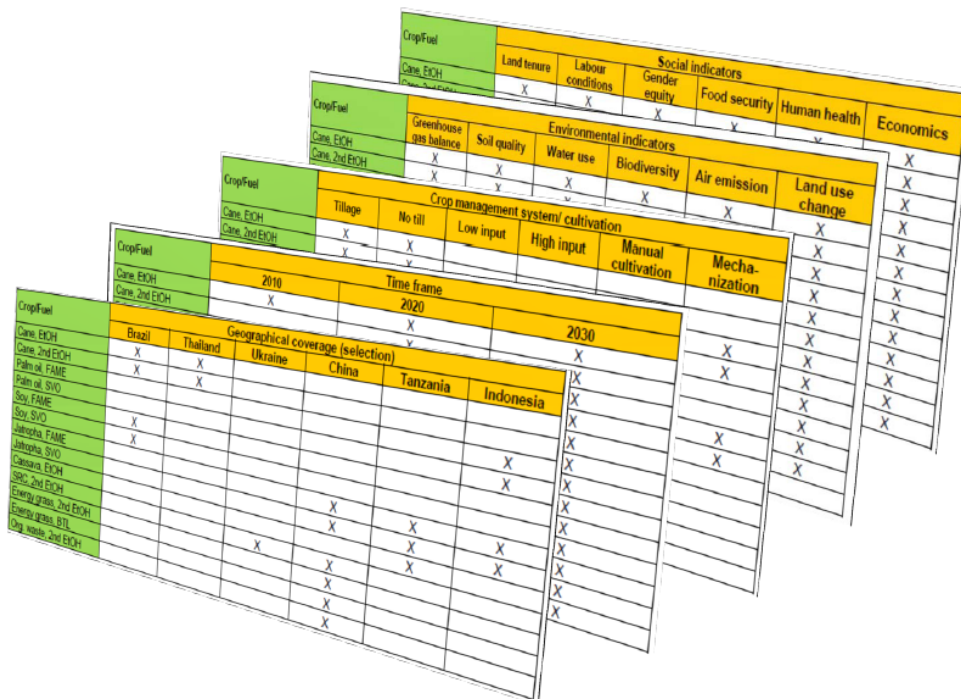 Crop/Fuel
Social indicators
Land tenure Labour conditions Gender equity Food security Human health Economics
Cane, EtOH X X X X X X
X
X
X
X
X
X
X
X
X
X
X
X
Crop/Fuel
Environmental indicators
Greenhouse gas balance Soil quality Water use Biodiversity Air emission Land use change
Cane, EtOH X X X X X X
Cane, 2nd EtOH X X X
X
X
X
X
X
X
X
X
X
X
Crop/Fuel
Crop management system/ cultivation
Tillage No till Low input High input Manual cultivation Mecha-nization
Cane, EtOH X X
Cane, 2nd EtOH X X
X
X
X
X
Crop/Fuel
Time frame
2010 2020 2030
Cane, EtOH X X X
Cane, 2nd EtOH X X
X
X
X
X
X
X
X
X
X
X
X
Crop/Fuel
Geographical coverage (selection)
Brazil Thailand Ukraine China Tanzania Indonesia
Cane, EtOH X X
Cane, 2nd EtOH X X
Palm oil, FAME X
Palm oil, SVO X
Soy, FAME X
Soy, SVO X
Jatropha, FAME X X X
Jatropha, SVO X X X
Cassava, EtOH X
SRC, 2nd EtOH X X
Energy grass, 2nd EtOH X
Energy grass, BTL X
Org. waste, 2nd EtOH X